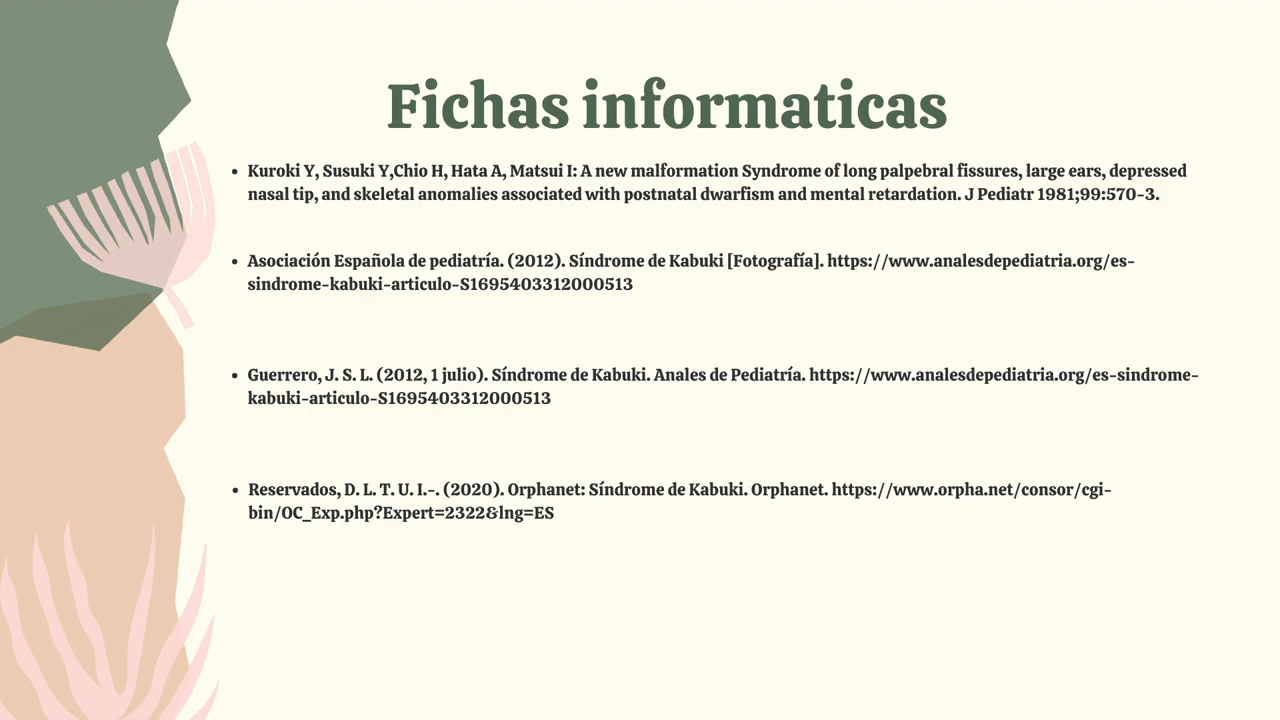 Fichas informaticas
• Kuroki Y, Susuki Y,Chio H, Hata A, Matsui I: A new malformation Syndrome of long palpebral fissures, large ears, depressed
nasal tip, and skeletal anomalies associated with postnatal dwarfism and mental retardation. J Pediatr 1981;99:570-3.
• Asociación Española de pediatría. (2012). Síndrome de Kabuki [Fotografía]. https://www.analesdepediatria.org/es-
sindrome-kabuki-articulo-S1695403312000513
• Guerrero, J. S. L. (2012, 1 julio). Síndrome de Kabuki. Anales de Pediatría. https://www.analesdepediatria.org/es-sindrome-
kabuki-articulo-S1695403312000513
• Reservados, D. L. T. U. I.-. (2020). Orphanet: Síndrome de Kabuki. Orphanet. https://www.orpha.net/consor/cgi-
bin/OC_Exp.php?Expert=2322&lng=ES